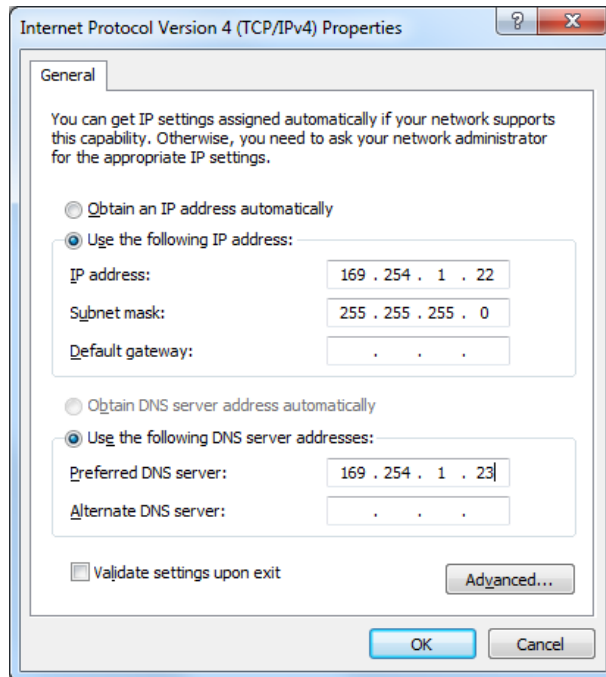 Internet Protocol Version 4 (TCP/IPv4) Properties
?
X
General
You can get IP settings assigned automatically if your network supports
this capability. Otherwise, you need to ask your network administrator
for the appropriate IP settings.
Obtain an IP address automatically
Use the following IP address:
IP address: 169 . 254 . 1 . 22
Subnet mask: 255 . 255 . 255 . 0
Default gateway: . . .
Obtain DNS server address automatically
Use the following DNS server addresses:
Preferred DNS server: 169 . 254 . 1 . 23
Alternate DNS server: . . .
Validate settings upon exit
Advanced...
OK Cancel